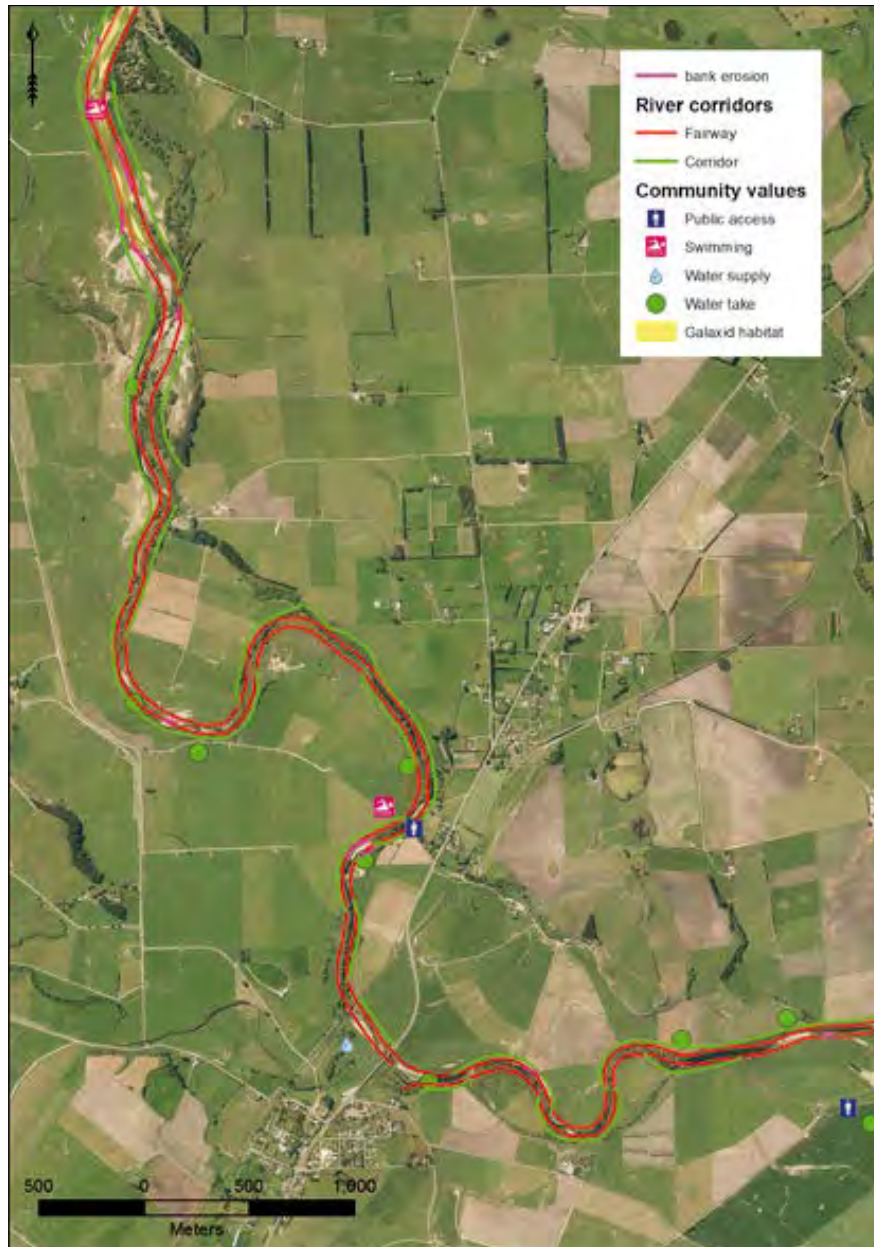 bank erosion
River corridors
Fairway
Corridor
Community values
Public access
Swimming
Water supply
Water take
Galaxid habitat
500 0 500 1,000
Meters